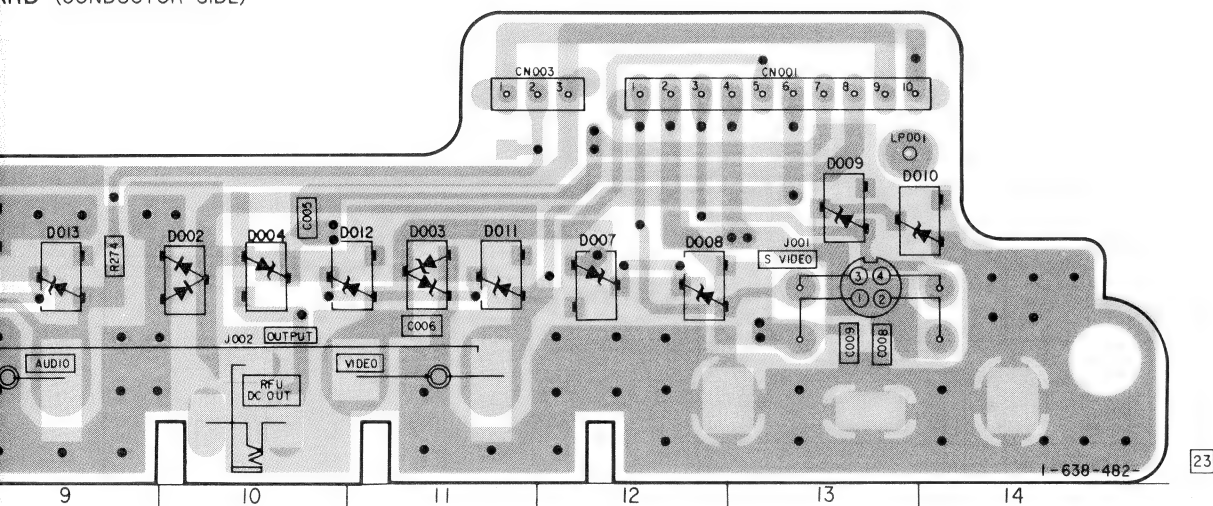 ARD (CONDUCTOR SIDE)
CN003
1 2 3
CN001
1 2 3 4 5 6 7 8 9 10
LP001
D009
D010
C005
D013
R274
D002
D004
D012
D003
D011
D007
D008
J001
S VIDEO
3 4
1 2
C006
C009
C008
J002
OUTPUT
AUDIO
VIDEO
RFU
DC OUT
1-638-482-
23
9 10 11 12 13 14